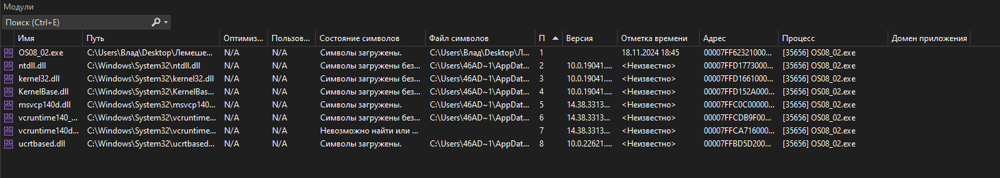 Модули
Поиск (Ctrl+E)
Имя Путь Оптимиз... Пользов... Состояние символов Файл символов П Версия Отметка времени Адрес Процесс Домен приложения
OS08_02.exe C:\Users\Влад\Desktop\Лемеше... N/A N/A Символы загружены. C:\Users\Влад\Desktop\Л... 1 18.11.2024 18:45 00007FF62321000... [35656] OS08_02.exe
ntdll.dll C:\Windows\System32\ntdll.dll N/A N/A Символы загружены без... C:\Users\46AD~1\AppDat... 2 10.0.19041.... <Неизвестно> 00007FFD1773000... [35656] OS08_02.exe
kernel32.dll C:\Windows\System32\kernel32.dll N/A N/A Символы загружены без... C:\Users\46AD~1\AppDat... 3 10.0.19041.... <Неизвестно> 00007FFD1661000... [35656] OS08_02.exe
KernelBase.dll C:\Windows\System32\KernelBas... N/A N/A Символы загружены без... C:\Users\46AD~1\AppDat... 4 10.0.19041.... <Неизвестно> 00007FFD152A000... [35656] OS08_02.exe
msvcp140d.dll C:\Windows\System32\msvcp140... N/A N/A Символы загружены. C:\Users\46AD~1\AppDat... 5 14.38.3313... <Неизвестно> 00007FFC0C00000... [35656] OS08_02.exe
vcruntime140_... C:\Windows\System32\vcruntime... N/A N/A Символы загружены без... C:\Users\46AD~1\AppDat... 6 14.38.3313... <Неизвестно> 00007FFCDB9F00... [35656] OS08_02.exe
vcruntime140d... C:\Windows\System32\vcruntime... N/A N/A Невозможно найти или ... 7 14.38.3313... <Неизвестно> 00007FFCA716000... [35656] OS08_02.exe
ucrtbased.dll C:\Windows\System32\ucrtbased... N/A N/A Символы загружены. C:\Users\46AD~1\AppDat... 8 10.0.22621.... <Неизвестно> 00007FFBD5D200... [35656] OS08_02.exe